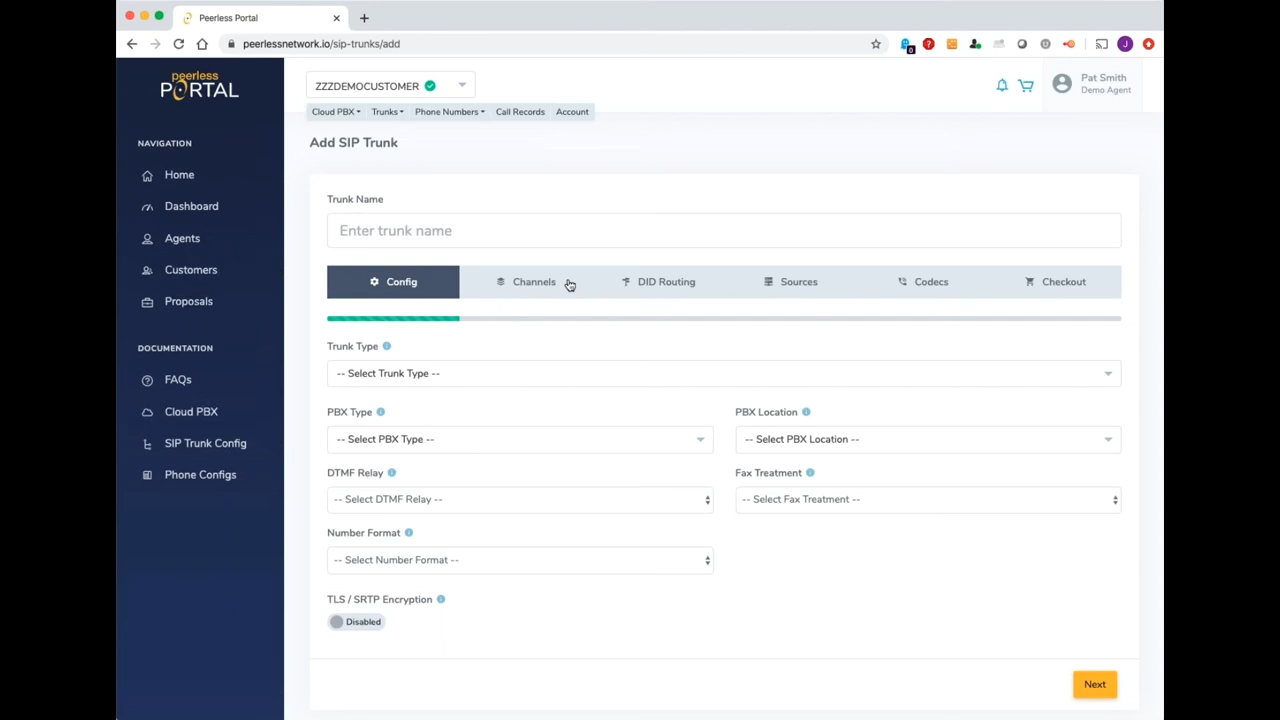 Peerless Portal
peerlessnetwork.io/sip-trunks/add
0
J
peerless
PORTAL
ZZZDEMOCUSTOMER
Pat Smith
Demo Agent
Cloud PBX
Trunks
Phone Numbers
Call Records
Account
NAVIGATION
Home
Dashboard
Agents
Customers
Proposals
DOCUMENTATION
FAQs
Cloud PBX
SIP Trunk Config
Phone Configs
Add SIP Trunk
Trunk Name
Enter trunk name
Config
Channels
DID Routing
Sources
Codecs
Checkout
Trunk Type
-- Select Trunk Type --
PBX Type
PBX Location
-- Select PBX Type --
-- Select PBX Location --
DTMF Relay
Fax Treatment
-- Select DTMF Relay --
-- Select Fax Treatment --
Number Format
-- Select Number Format --
TLS / SRTP Encryption
Disabled
Next